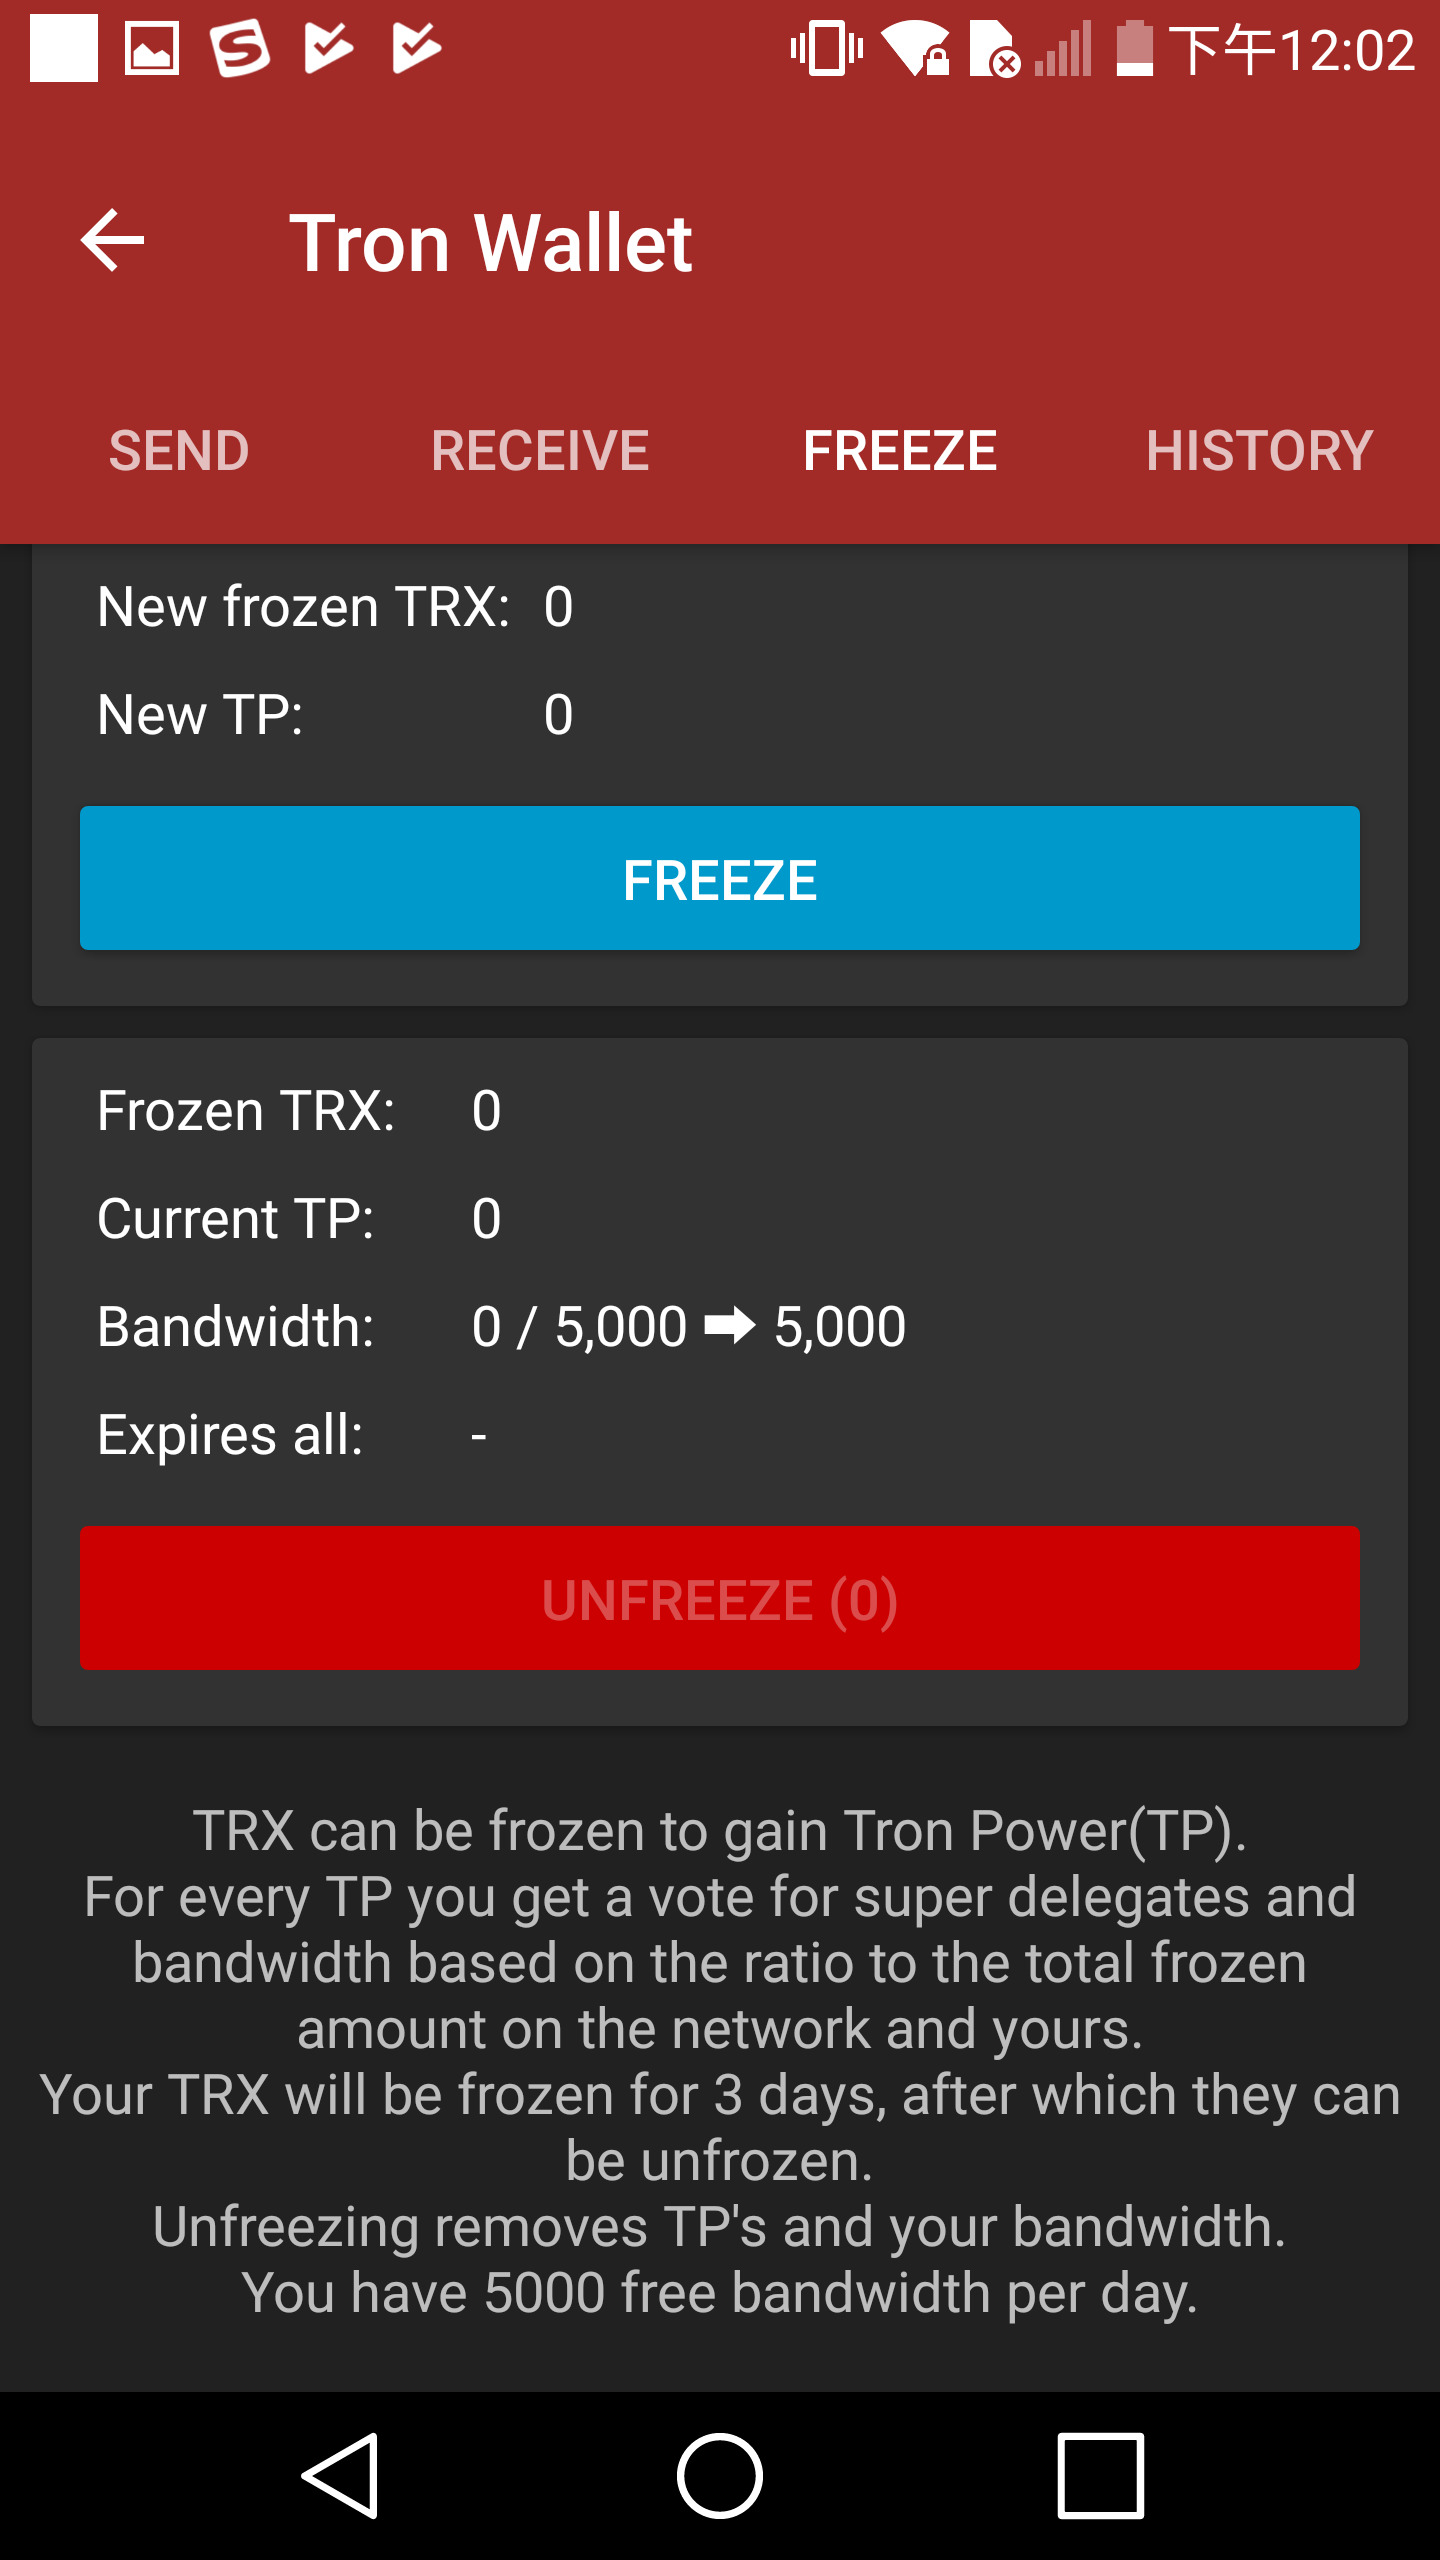 下午12:02
Tron Wallet
SEND RECEIVE FREEZE HISTORY
New frozen TRX: 0
New TP: 0
FREEZE
Frozen TRX: 0
Current TP: 0
Bandwidth: 0 / 5,000 ➡ 5,000
Expires all: -
UNFREEZE (0)
TRX can be frozen to gain Tron Power(TP).
For every TP you get a vote for super delegates and
bandwidth based on the ratio to the total frozen
amount on the network and yours.
Your TRX will be frozen for 3 days, after which they can
be unfrozen.
Unfreezing removes TP's and your bandwidth.
You have 5000 free bandwidth per day.